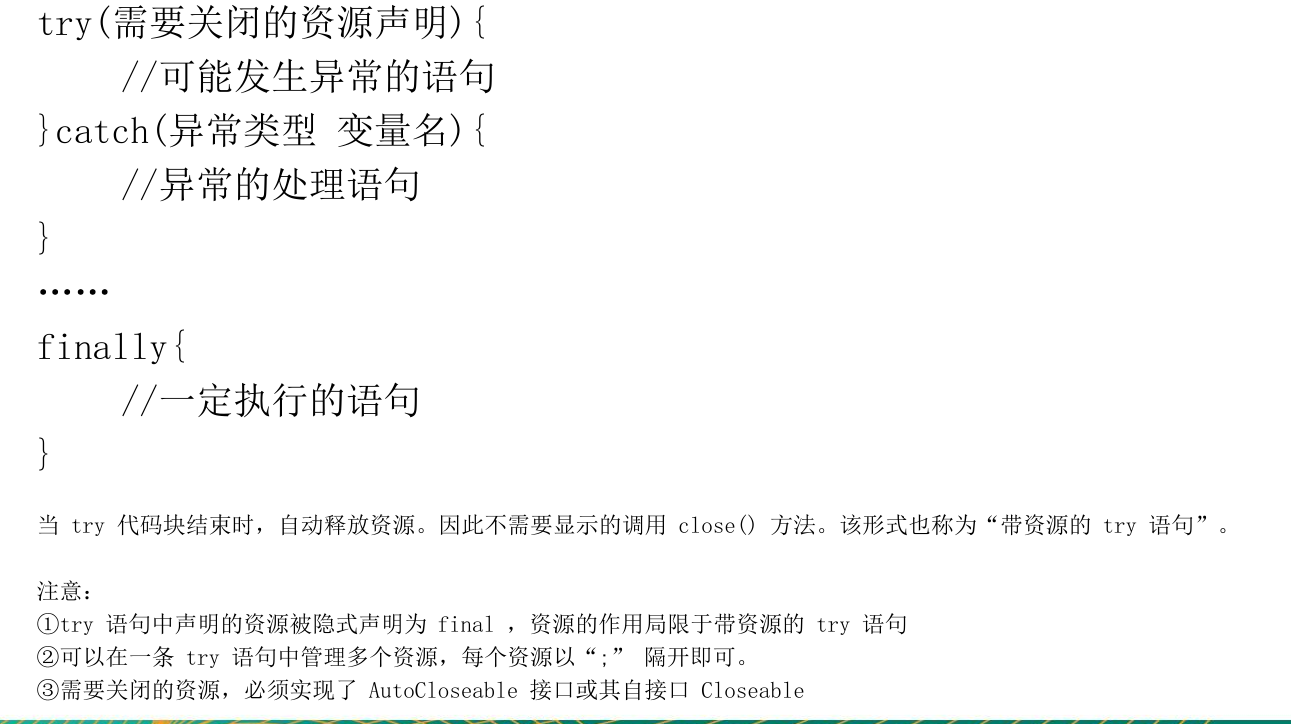 try(需要关闭的资源声明){
//可能发生异常的语句
}catch(异常类型 变量名){
//异常的处理语句
}
……
finally{
//一定执行的语句
}
当 try 代码块结束时，自动释放资源。因此不需要显示的调用 close() 方法。该形式也称为“带资源的 try 语句”。
注意：
①try 语句中声明的资源被隐式声明为 final ，资源的作用局限于带资源的 try 语句
②可以在一条 try 语句中管理多个资源，每个资源以“;” 隔开即可。
③需要关闭的资源，必须实现了 AutoCloseable 接口或其自接口 Closeable